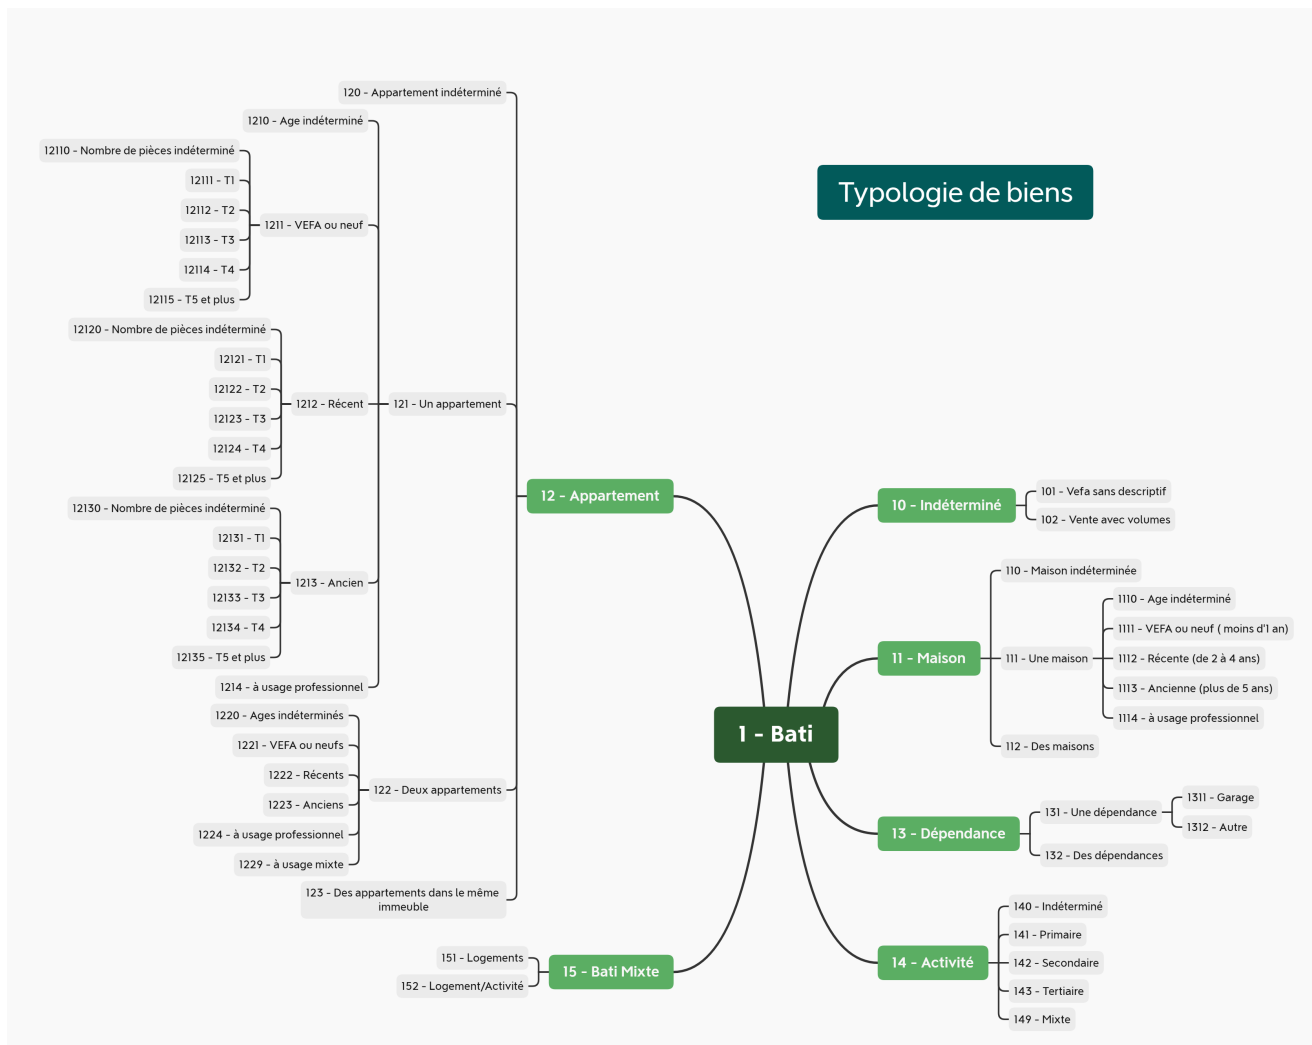 Typologie de biens
1 - Bati
12 - Appartement
120 - Appartement indéterminé
121 - Un appartement
1210 - Age indéterminé
1211 - VEFA ou neuf
12110 - Nombre de pièces indéterminé
12111 - T1
12112 - T2
12113 - T3
12114 - T4
12115 - T5 et plus
1212 - Récent
12120 - Nombre de pièces indéterminé
12121 - T1
12122 - T2
12123 - T3
12124 - T4
12125 - T5 et plus
1213 - Ancien
12130 - Nombre de pièces indéterminé
12131 - T1
12132 - T2
12133 - T3
12134 - T4
12135 - T5 et plus
1214 - à usage professionnel
122 - Deux appartements
1220 - Ages indéterminés
1221 - VEFA ou neufs
1222 - Récents
1223 - Anciens
1224 - à usage professionnel
1229 - à usage mixte
123 - Des appartements dans le même
immeuble
15 - Bati Mixte
151 - Logements
152 - Logement/Activité
10 - Indéterminé
101 - Vefa sans descriptif
102 - Vente avec volumes
11 - Maison
110 - Maison indéterminée
111 - Une maison
1110 - Age indéterminé
1111 - VEFA ou neuf ( moins d'1 an)
1112 - Récente (de 2 à 4 ans)
1113 - Ancienne (plus de 5 ans)
1114 - à usage professionnel
112 - Des maisons
13 - Dépendance
131 - Une dépendance
1311 - Garage
1312 - Autre
132 - Des dépendances
14 - Activité
140 - Indéterminé
141 - Primaire
142 - Secondaire
143 - Tertiaire
149 - Mixte